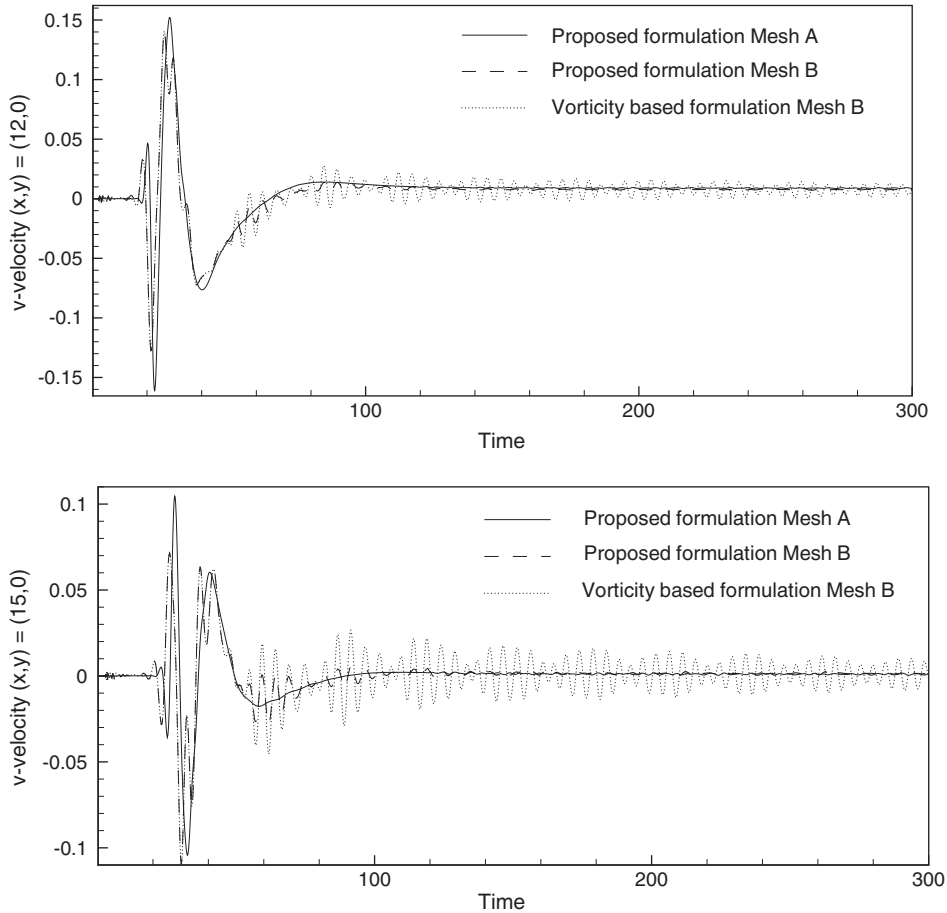 0.15
0.1
0.05
0
-0.05
-0.1
-0.15
v-velocity (x,y) = (12,0)
Proposed formulation Mesh A
Proposed formulation Mesh B
Vorticity based formulation Mesh B
100
200
300
Time
0.1
0.05
0
-0.05
-0.1
v-velocity (x,y) = (15,0)
Proposed formulation Mesh A
Proposed formulation Mesh B
Vorticity based formulation Mesh B
100
200
300
Time